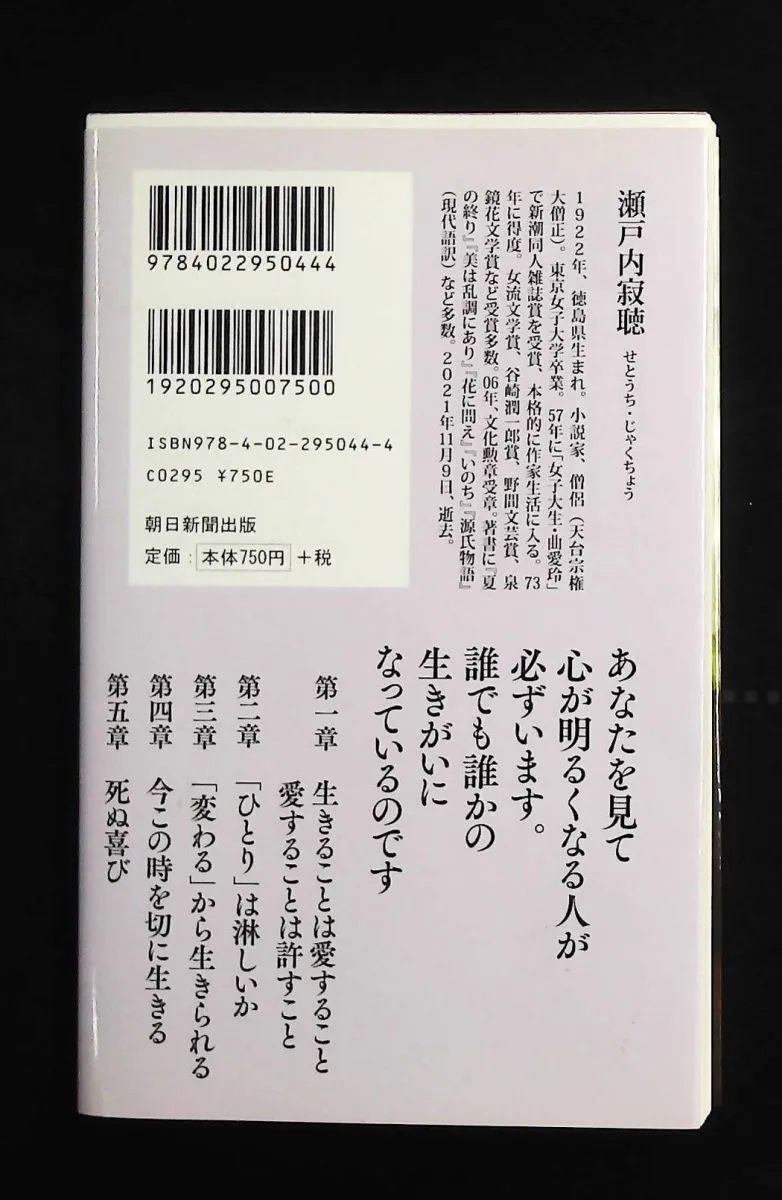 瀬戸内寂聴 せとうち・じゃくちょう
1922年、徳島県生まれ。小説家、僧侶(天台宗権
大僧正)。東京女子大学卒業。57年に「女子大生・曲愛玲」
で新潮同人雑誌賞を受賞、本格的に作家生活に入る。73
年に得度。女流文学賞、谷崎潤一郎賞、野間文芸賞、泉
鏡花文学賞など受賞多数。06年、文化勲章受章。著書に『夏
の終り』『美は乱調にあり』『花に問え』『いのち』『源氏物語』
(現代語訳)など多数。2021年11月9日、逝去。
9784022950444
1920295007500
ISBN978-4-02-295044-4
C0295 ¥750E
朝日新聞出版
定価:本体750円+税
あなたを見て
心が明るくなる人が
必ずいます。
誰でも誰かの
生きがいに
なっているのです
第一章 生きることは愛すること
愛することは許すこと
第二章 「ひとり」は淋しいか
第三章 「変わる」から生きられる
第四章 今この時を切に生きる
第五章 死ぬ喜び